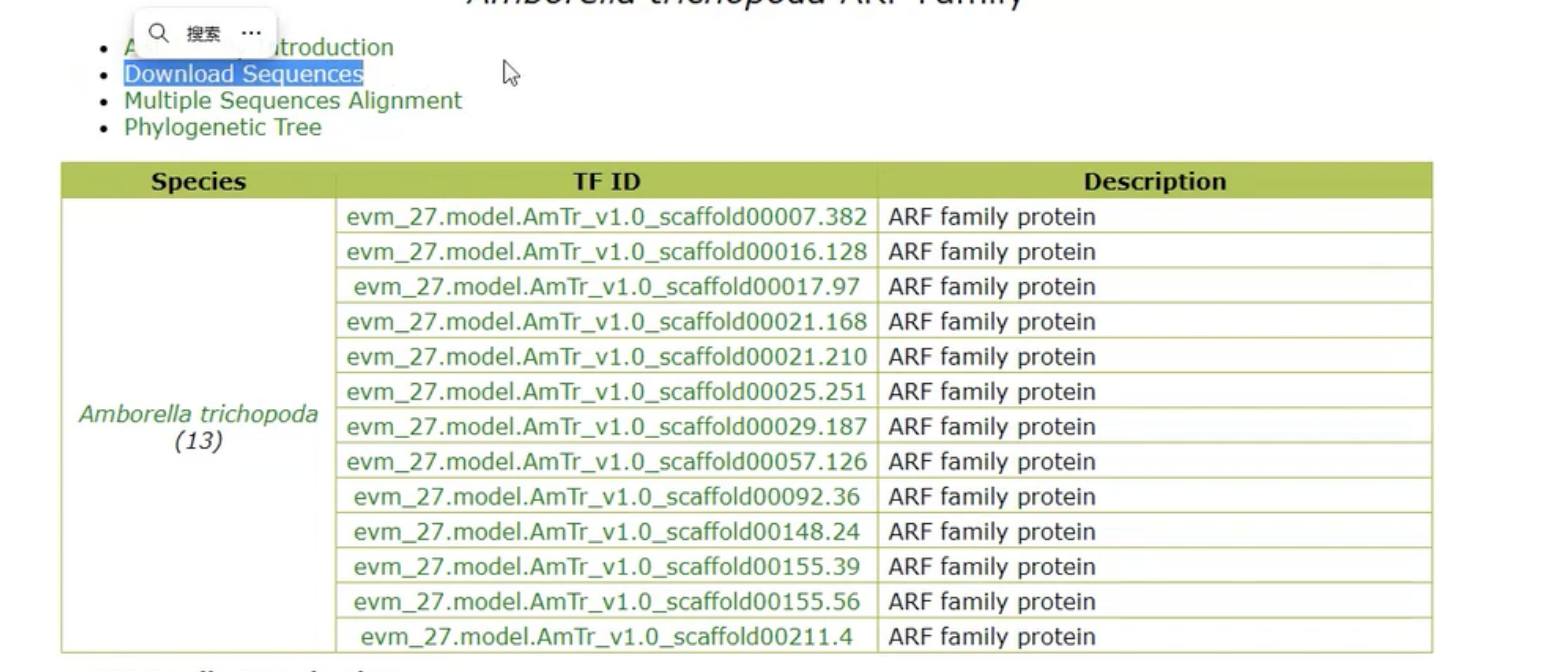 Amborella trichopoda ARF Family
搜索 ···
Introduction
Download Sequences
Multiple Sequences Alignment
Phylogenetic Tree
Species TF ID Description
evm_27.model.AmTr_v1.0_scaffold00007.382 ARF family protein
evm_27.model.AmTr_v1.0_scaffold00016.128 ARF family protein
evm_27.model.AmTr_v1.0_scaffold00017.97 ARF family protein
evm_27.model.AmTr_v1.0_scaffold00021.168 ARF family protein
evm_27.model.AmTr_v1.0_scaffold00021.210 ARF family protein
evm_27.model.AmTr_v1.0_scaffold00025.251 ARF family protein
Amborella trichopoda
(13)
evm_27.model.AmTr_v1.0_scaffold00029.187 ARF family protein
evm_27.model.AmTr_v1.0_scaffold00057.126 ARF family protein
evm_27.model.AmTr_v1.0_scaffold00092.36 ARF family protein
evm_27.model.AmTr_v1.0_scaffold00148.24 ARF family protein
evm_27.model.AmTr_v1.0_scaffold00155.39 ARF family protein
evm_27.model.AmTr_v1.0_scaffold00155.56 ARF family protein
evm_27.model.AmTr_v1.0_scaffold00211.4 ARF family protein